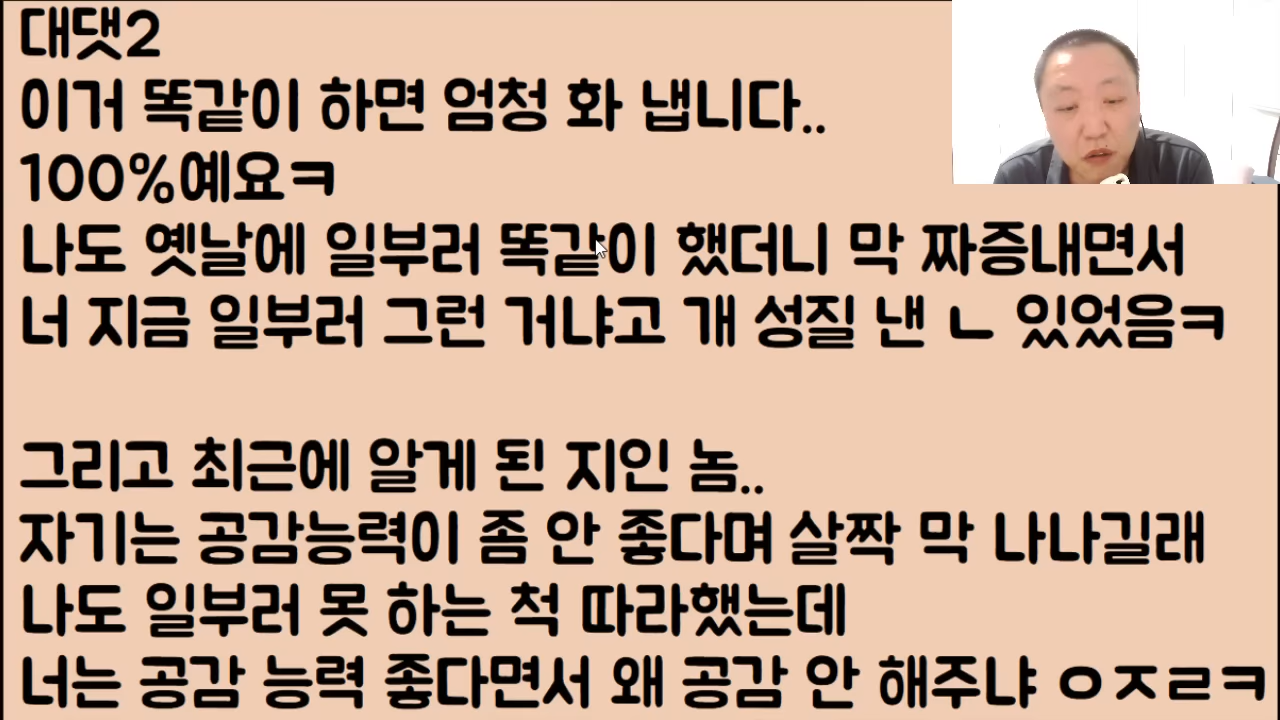 대댓2
이거 똑같이 하면 엄청 화 냅니다..
100%예요ㅋ
나도 옛날에 일부러 똑같이 했더니 막 짜증내면서
너 지금 일부러 그런 거냐고 개 성질 낸 ㄴ 있었음ㅋ
그리고 최근에 알게 된 지인 놈..
자기는 공감능력이 좀 안 좋다며 살짝 막 나나길래
나도 일부러 못 하는 척 따라했는데
너는 공감 능력 좋다면서 왜 공감 안 해주냐 ㅇㅈㄹㅋ